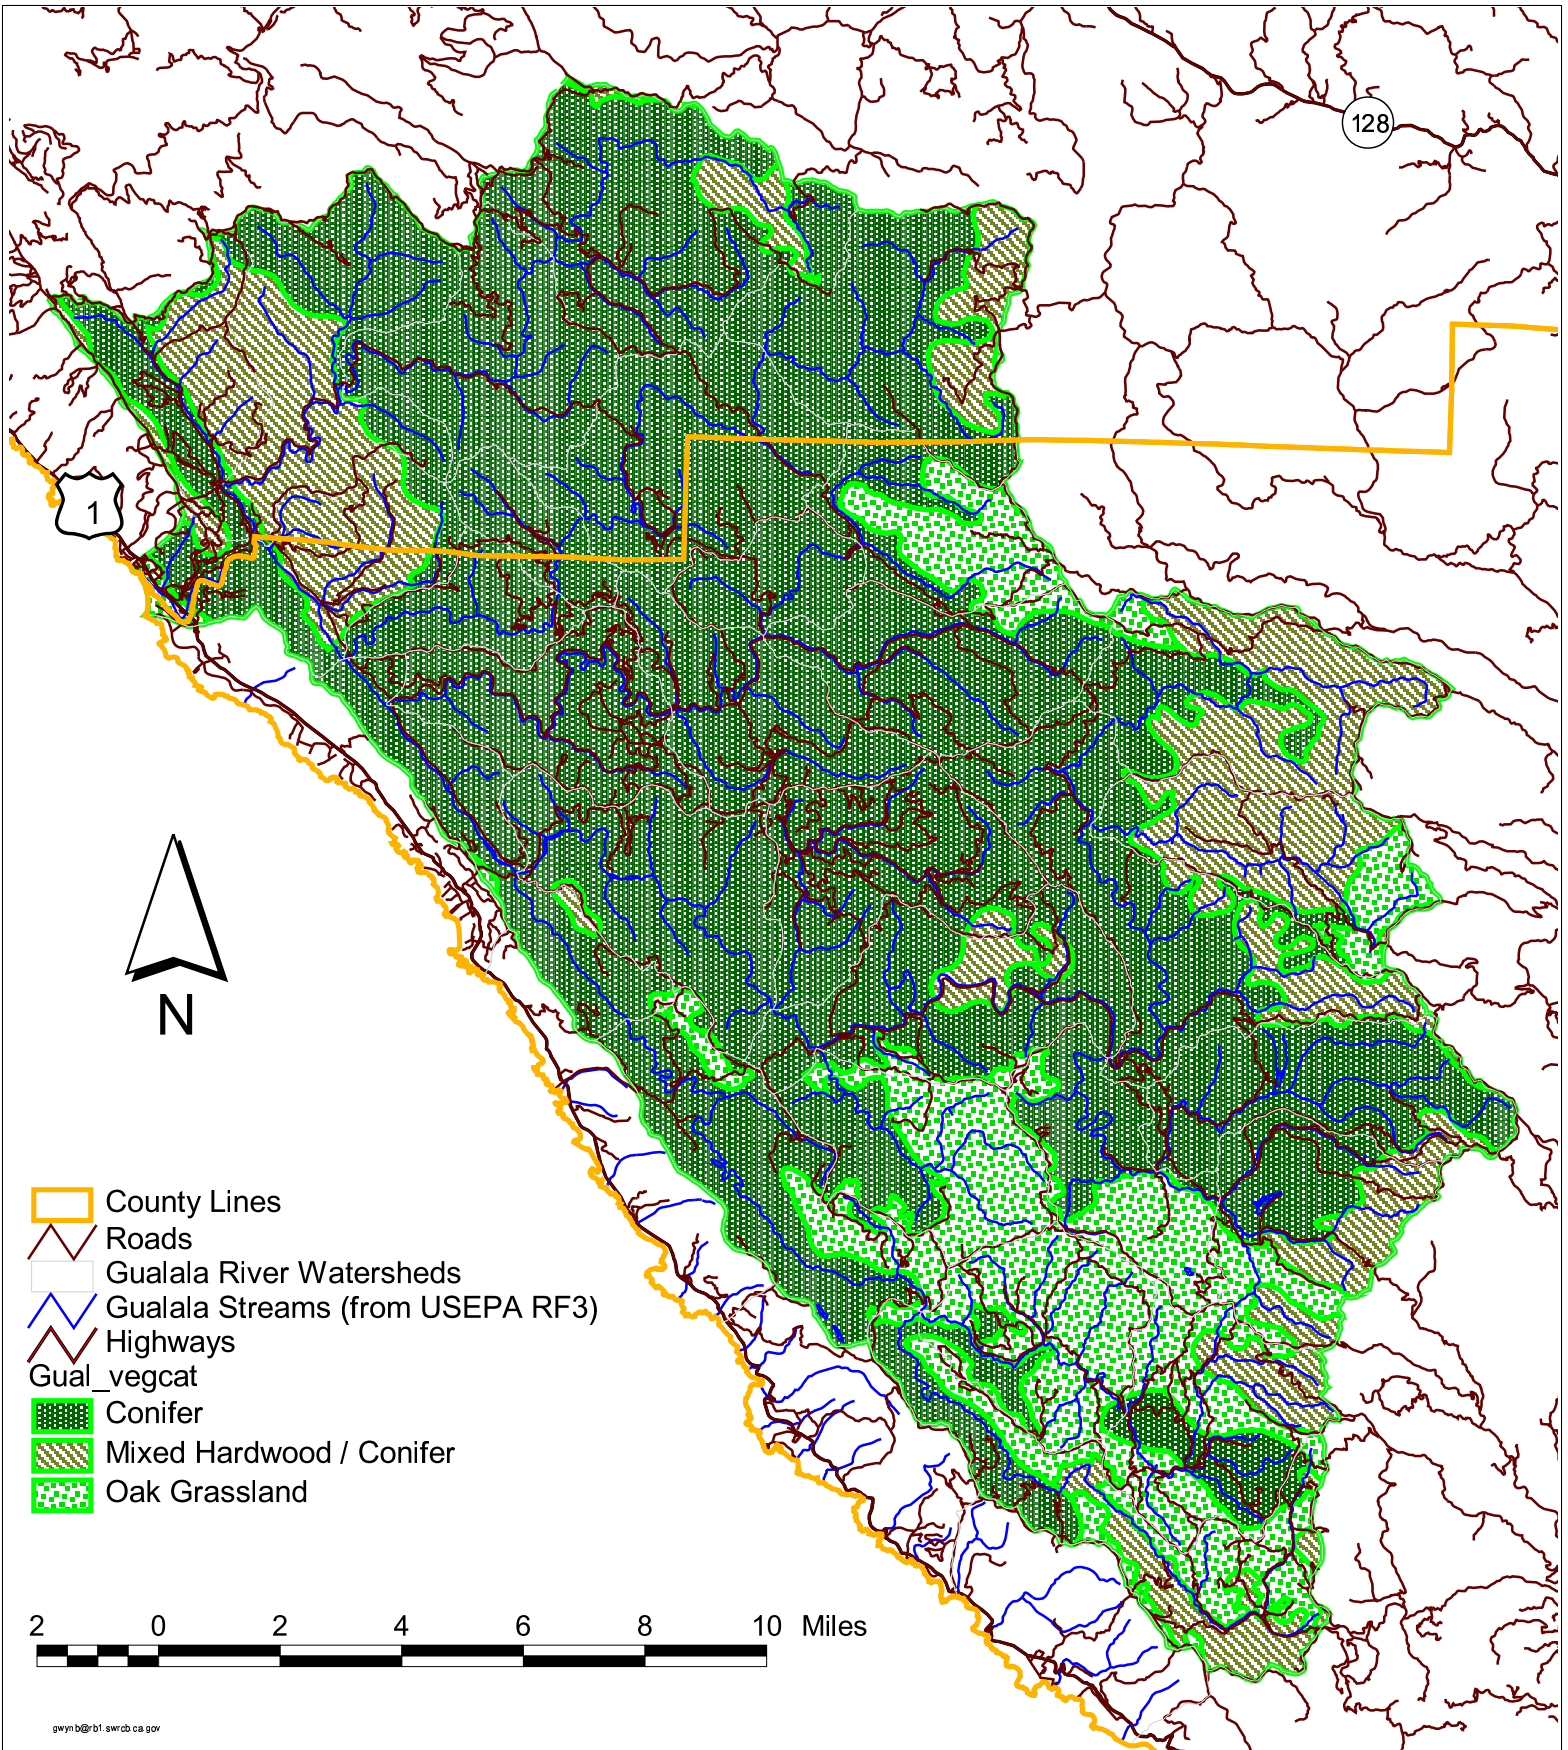 128
1
N
County Lines
Roads
Gualala River Watersheds
Gualala Streams (from USEPA RF3)
Highways
Gual_vegcat
Conifer
Mixed Hardwood / Conifer
Oak Grassland
2 0 2 4 6 8 10 Miles
gwynb@rb1.swrcb.ca.gov